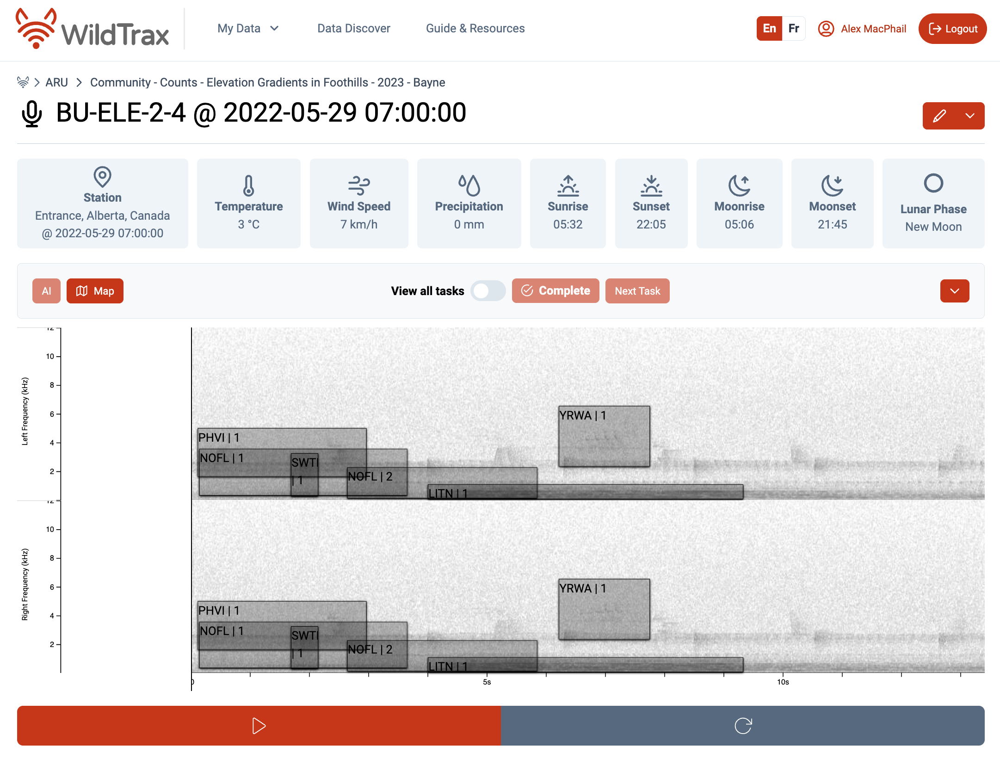 WildTrax
My Data
Data Discover
Guide & Resources
En Fr
Alex MacPhail
Logout
ARU
Community - Counts - Elevation Gradients in Foothills - 2023 - Bayne
BU-ELE-2-4 @ 2022-05-29 07:00:00
Station
Entrance, Alberta, Canada
@ 2022-05-29 07:00:00
Temperature
3 °C
Wind Speed
7 km/h
Precipitation
0 mm
Sunrise
05:32
Sunset
22:05
Moonrise
05:06
Moonset
21:45
Lunar Phase
New Moon
AI
Map
View all tasks
Complete
Next Task
Left Frequency (kHz)
12
10
8
6
4
2
YRWA | 1
PHVI | 1
NOFL | 1
SWTI
| 1
NOFL | 2
LITN | 1
Right Frequency (kHz)
12
10
8
6
4
2
YRWA | 1
PHVI | 1
NOFL | 1
SWTI
| 1
NOFL | 2
LITN | 1
0
5s
10s